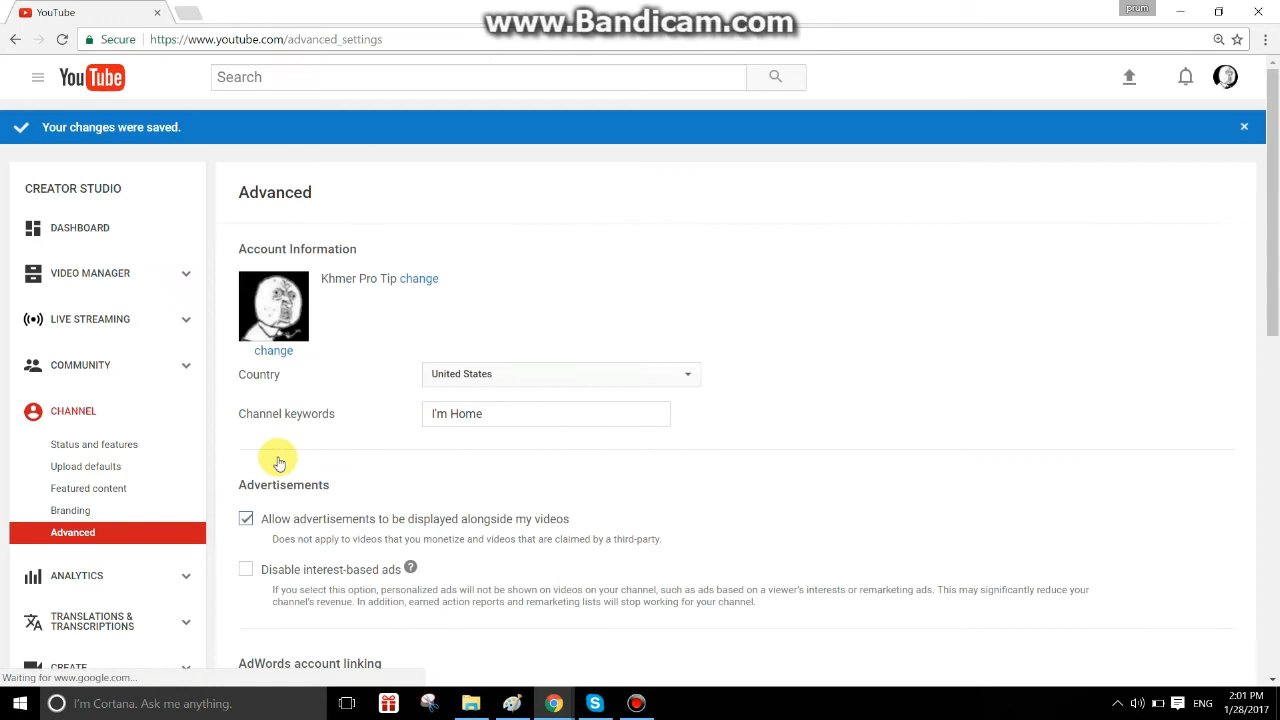 YouTube
www.Bandicam.com
prum
Secure https://www.youtube.com/advanced_settings
YouTube
Search
Your changes were saved.
CREATOR STUDIO
DASHBOARD
VIDEO MANAGER
LIVE STREAMING
COMMUNITY
CHANNEL
Status and features
Upload defaults
Featured content
Branding
Advanced
ANALYTICS
TRANSLATIONS &
TRANSCRIPTIONS
CREATE
Advanced
Account Information
Khmer Pro Tip change
change
Country United States
Channel keywords I'm Home
Advertisements
Allow advertisements to be displayed alongside my videos
Does not apply to videos that you monetize and videos that are claimed by a third-party.
Disable interest-based ads ?
If you select this option, personalized ads will not be shown on videos on your channel, such as ads based on a viewer's interests or remarketing ads. This may significantly reduce your
channel's revenue. In addition, earned action reports and remarketing lists will stop working for your channel.
AdWords account linking
Waiting for www.google.com...
I'm Cortana. Ask me anything.
ENG
2:01 PM
1/28/2017